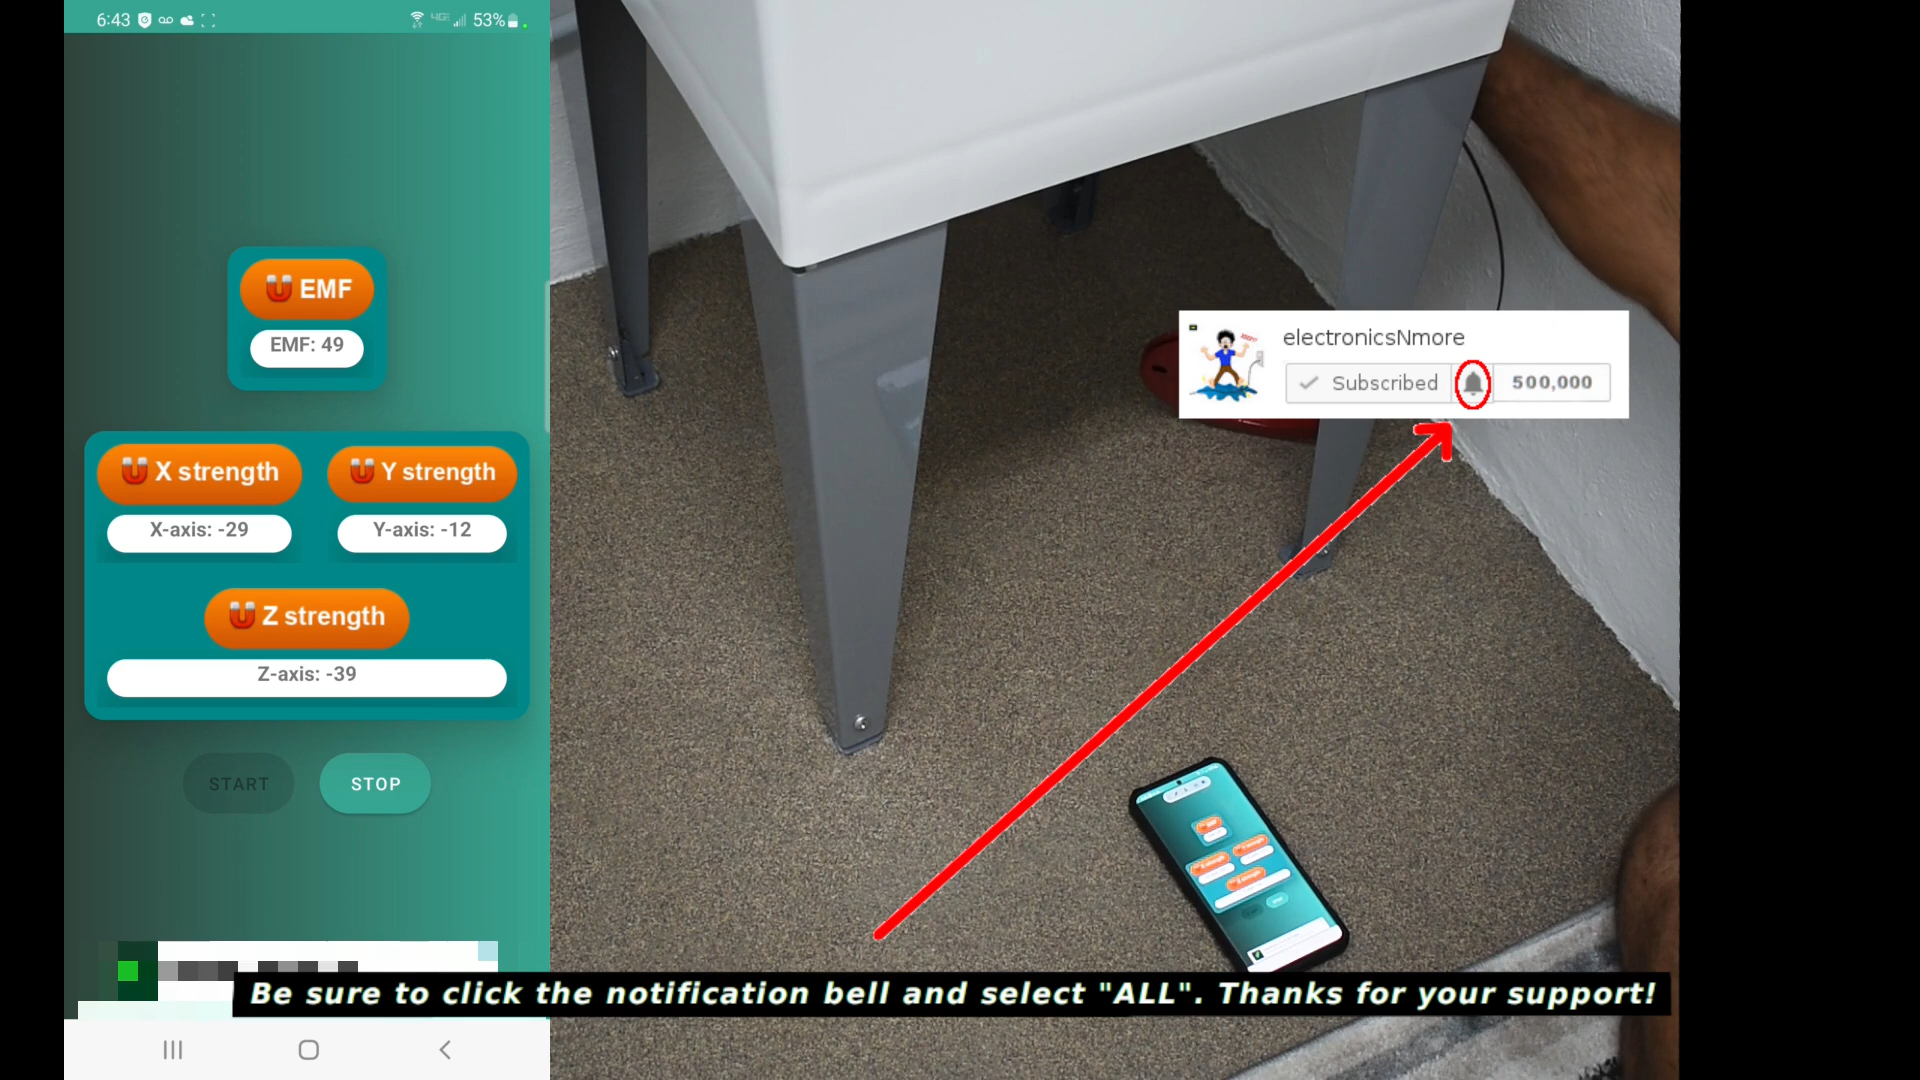 6:43
53%
EMF
EMF: 49
X strength
Y strength
X-axis: -29
Y-axis: -12
Z strength
Z-axis: -39
START
STOP
electronicsNmore
Subscribed
500,000
Be sure to click the notification bell and select "ALL". Thanks for your support!